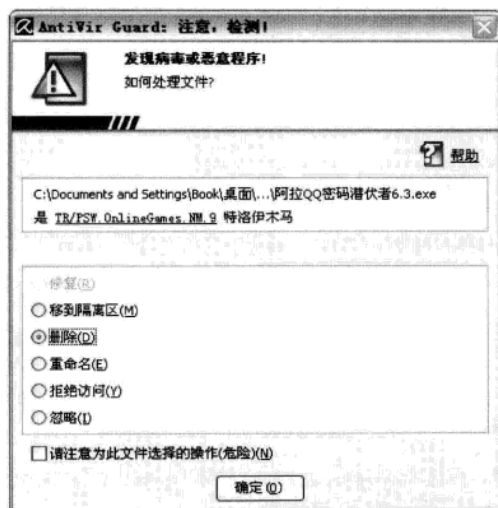 AntiVir Guard: 注意,检测!
发现病毒或恶意程序!
如何处理文件?
帮助
C:\Documents and Settings\Book\桌面\...\阿拉QQ密码潜伏者6.3.exe
是 TR/PSW.OnlineGames.NM.9 特洛伊木马
修复(R)
移到隔离区(M)
删除(D)
重命名(E)
拒绝访问(Y)
忽略(I)
请注意为此文件选择的操作(危险)(N)
确定(O)